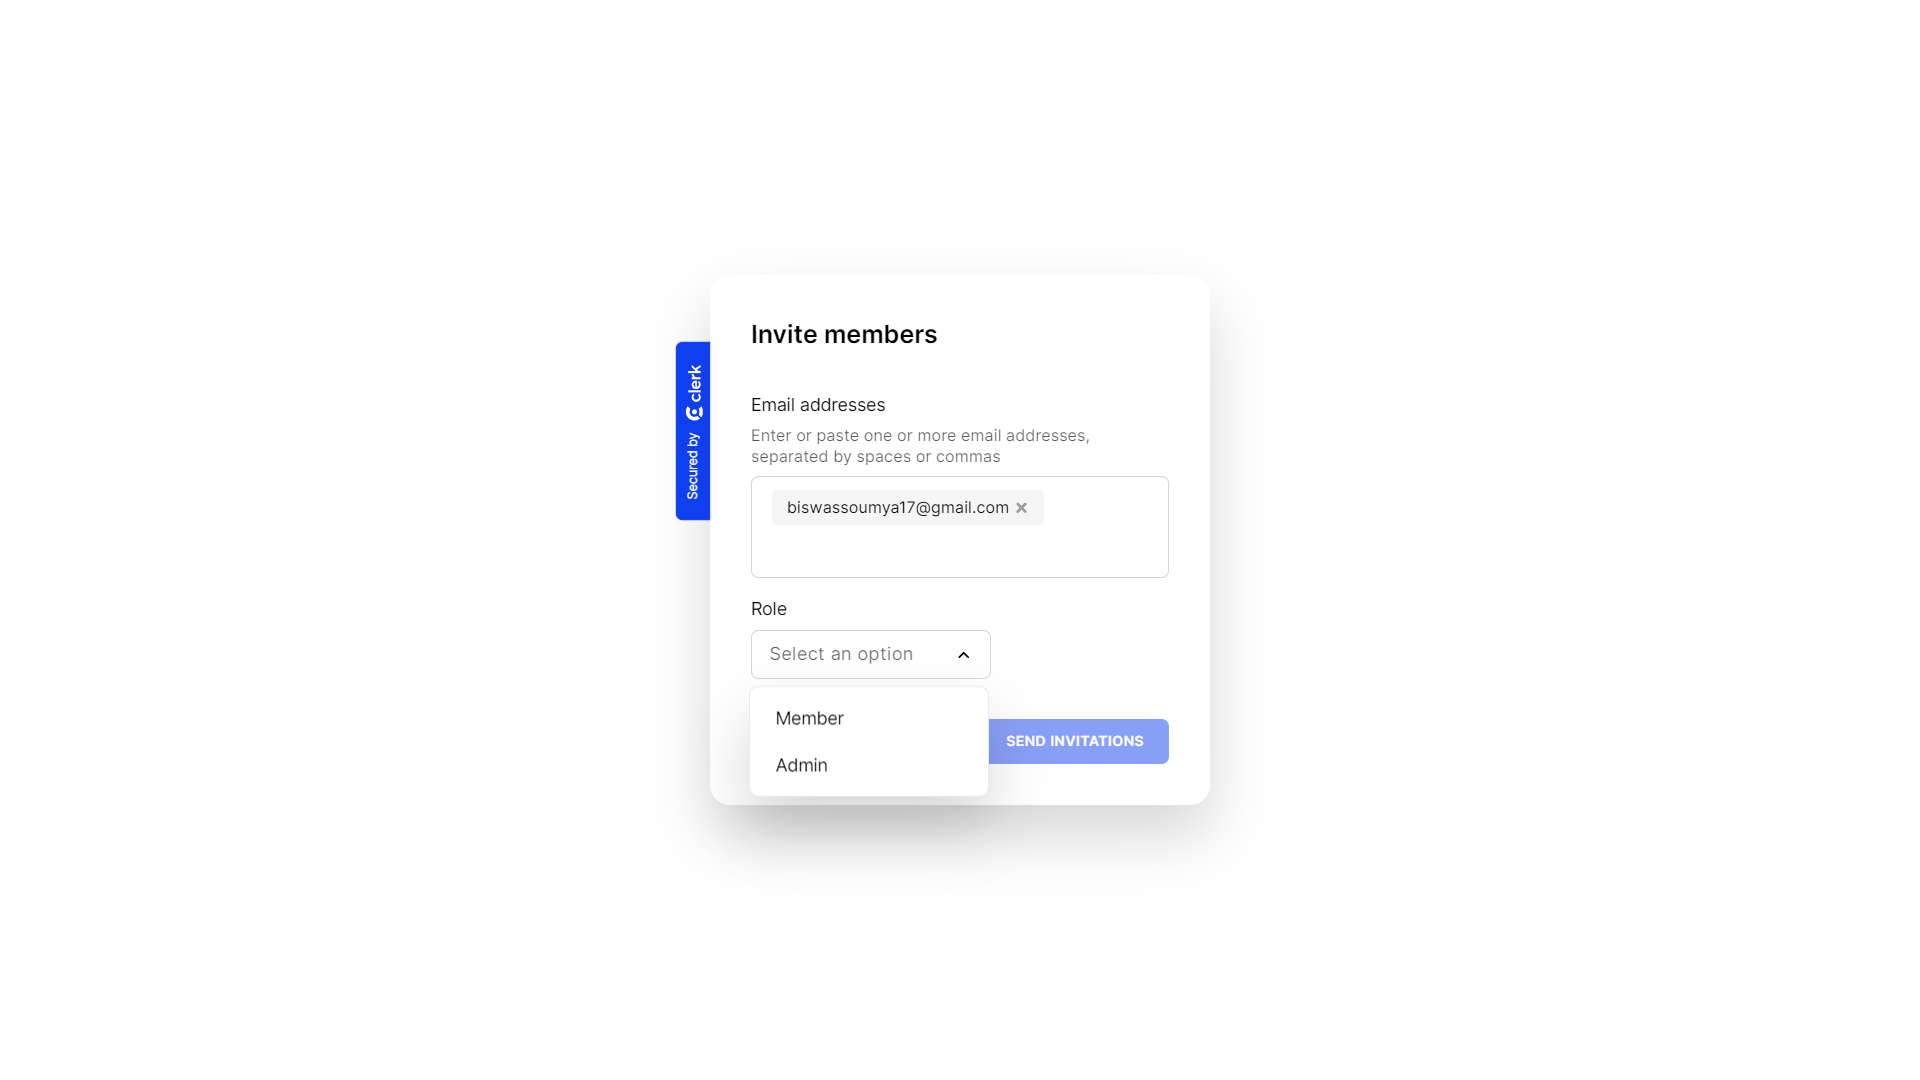 Invite members
Secured by clerk
Email addresses
Enter or paste one or more email addresses,
separated by spaces or commas
biswassoumya17@gmail.com
Role
Select an option
Member
SEND INVITATIONS
Admin